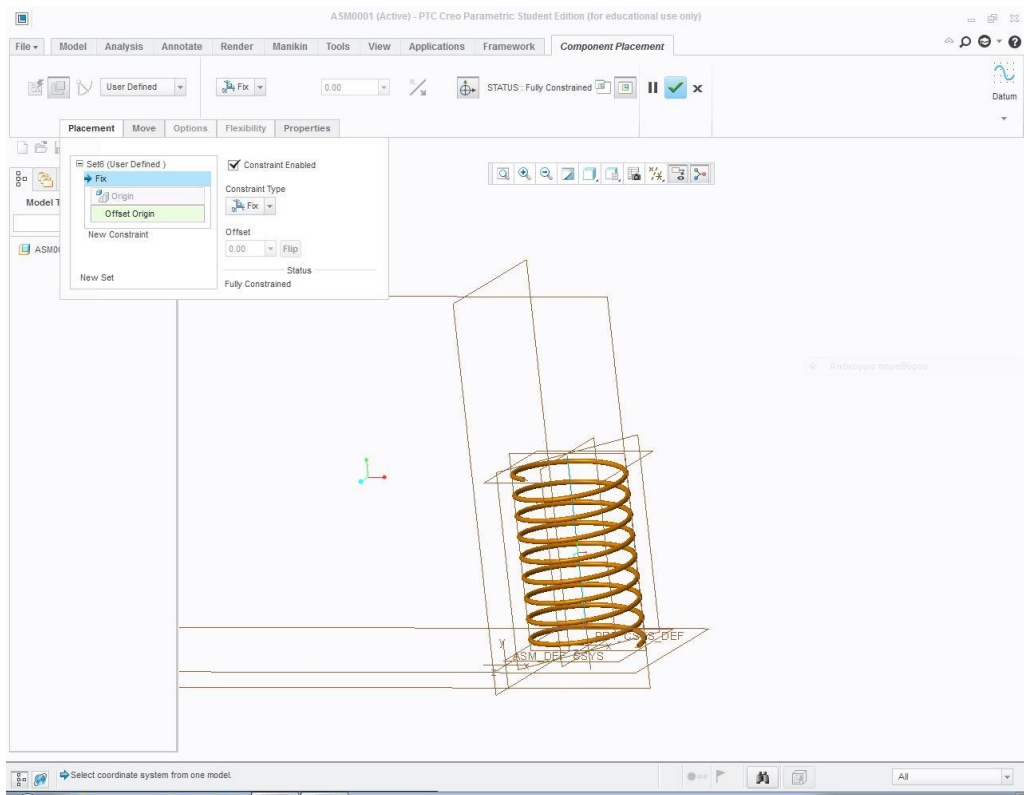 ASM0001 (Active) - PTC Creo Parametric Student Edition (for educational use only)
File Model Analysis Annotate Render Manikin Tools View Applications Framework Component Placement
User Defined Fix 0.00 STATUS : Fully Constrained
Datum
Placement Move Options Flexibility Properties
Set6 (User Defined )
Fix
Origin
Offset Origin
New Constraint
New Set
Constraint Enabled
Constraint Type
Fix
Offset
0.00 Flip
Status
Fully Constrained
Model T
ASM00
Απόκομμα παραθύρου
PRT_CSYS_DEF
y
x
ASM_DEF_CSYS
x
z
Select coordinate system from one model.
All